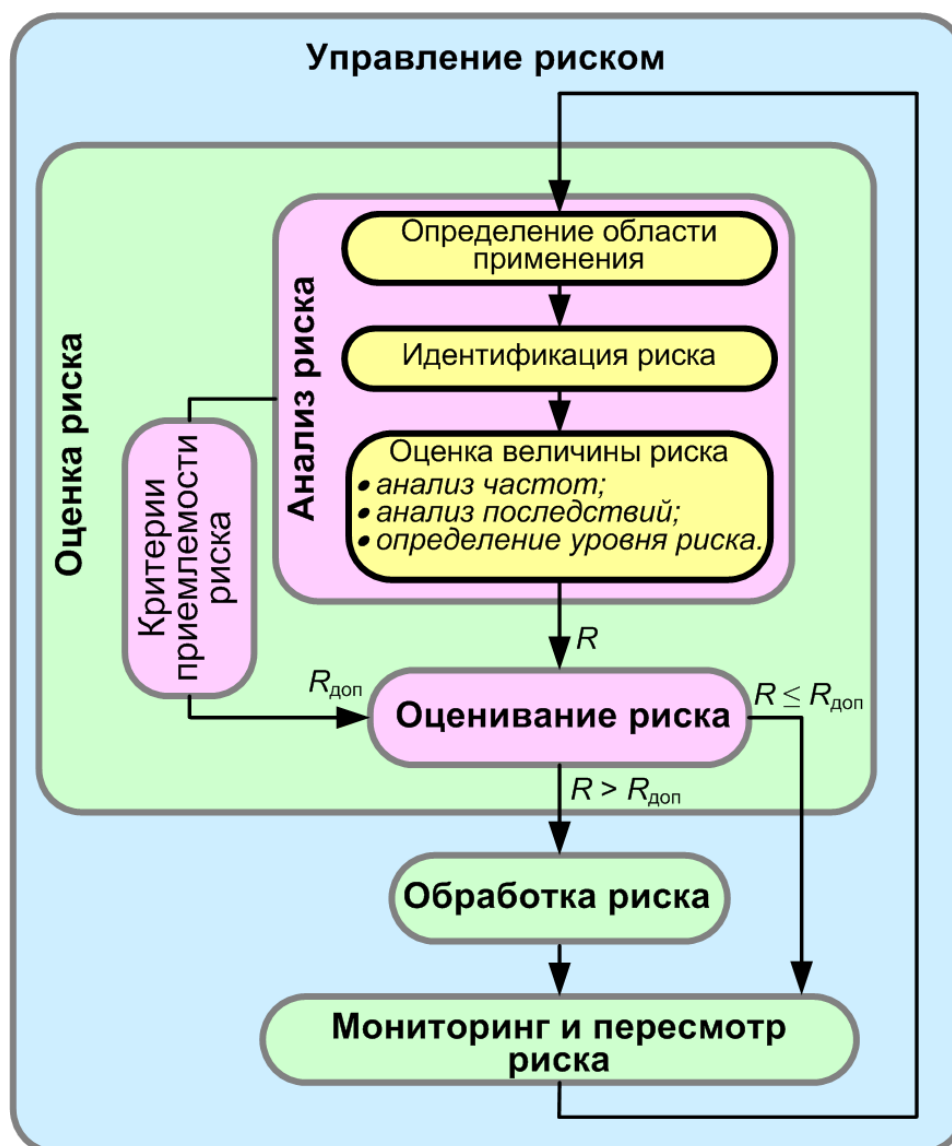 Управление риском
Оценка риска
Анализ риска
Определение области
применения
Идентификация риска
Оценка величины риска
• анализ частот;
• анализ последствий;
• определение уровня риска.
Критерии
приемлемости
риска
R
Rдоп
Оценивание риска
R ≤ Rдоп
R > Rдоп
Обработка риска
Мониторинг и пересмотр
риска